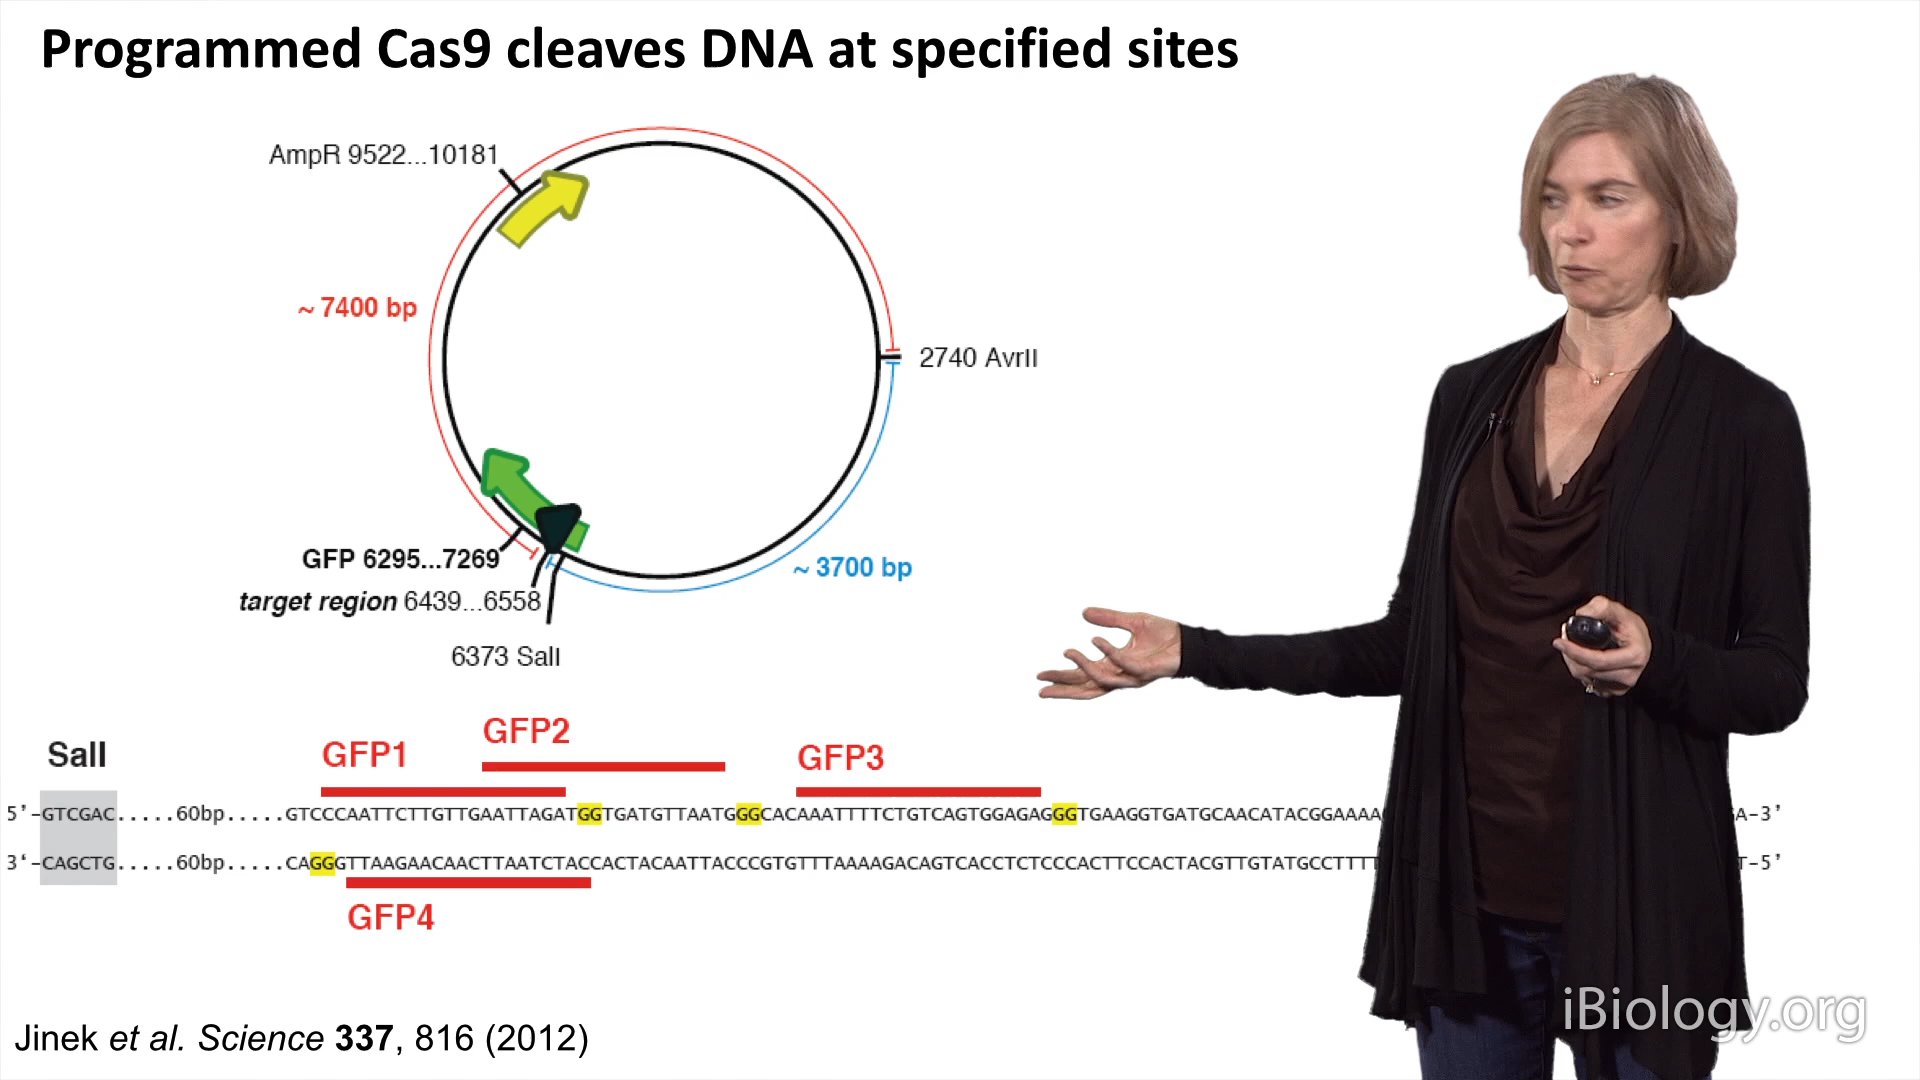 Programmed Cas9 cleaves DNA at specified sites
AmpR 9522...10181
~ 7400 bp
2740 AvrII
GFP 6295...7269
~ 3700 bp
target region 6439...6558
6373 SalI
SalI
GFP1
GFP2
GFP3
5'-GTCGAC.....60bp.....GTCCCAATTCTTGTTGAATTAGATGGTGATGTTAATGGGCACAAATTTTCTGTCAGTGGAGAGGGTGAAGGTGATGCAACATACGGAAAA A-3'
3'-CAGCTG.....60bp.....CAGGGTTAAGAACAACTTAATCTACCACTACAATTACCCGTGTTTAAAAGACAGTCACCTCTCCCACTTCCACTACGTTGTATGCCTTTT T-5'
GFP4
Jinek et al. Science 337, 816 (2012)
iBiology.org